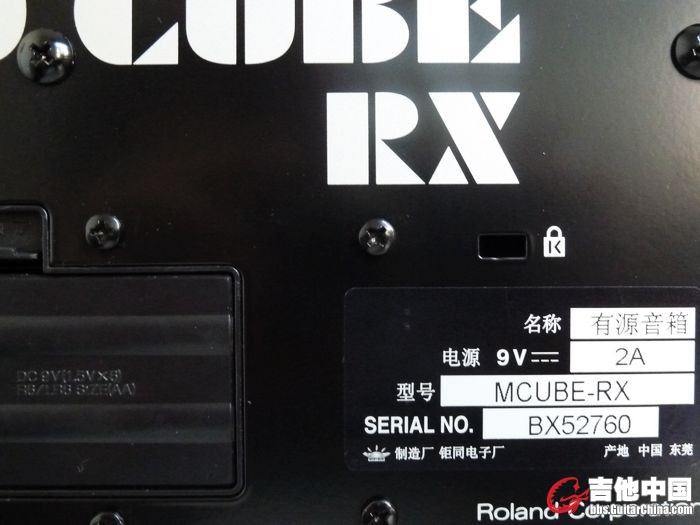 O CUBE
RX
K
DC 9V(1.5V×6)
R6/LR6 SIZE(AA)
名称 有源音箱
电源 9V 2A
型号 MCUBE-RX
SERIAL NO. BX52760
制造厂 钜同电子厂 产地 中国 东莞
Roland Corporation
吉他中国
bbs.GuitarChina.com